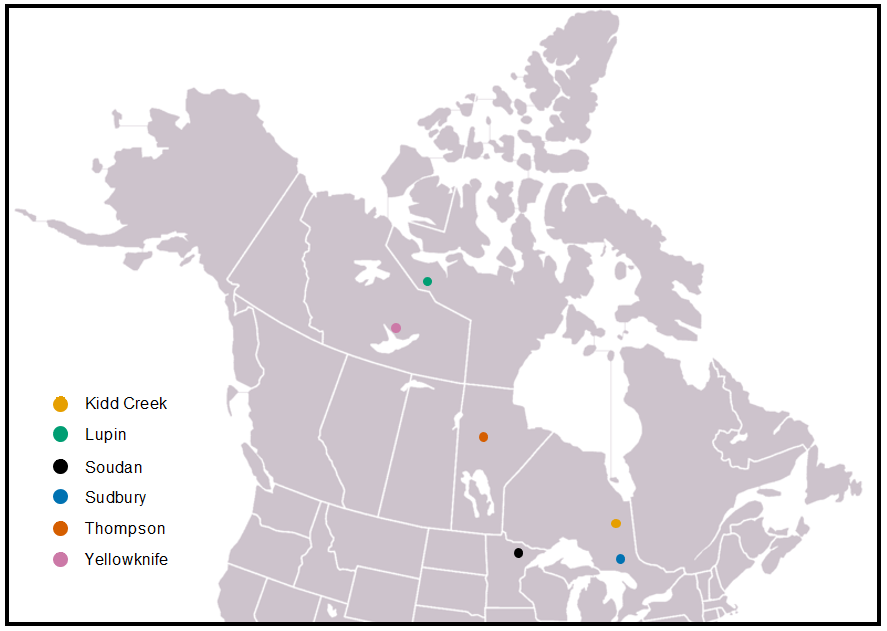 Kidd Creek
Lupin
Soudan
Sudbury
Thompson
Yellowknife